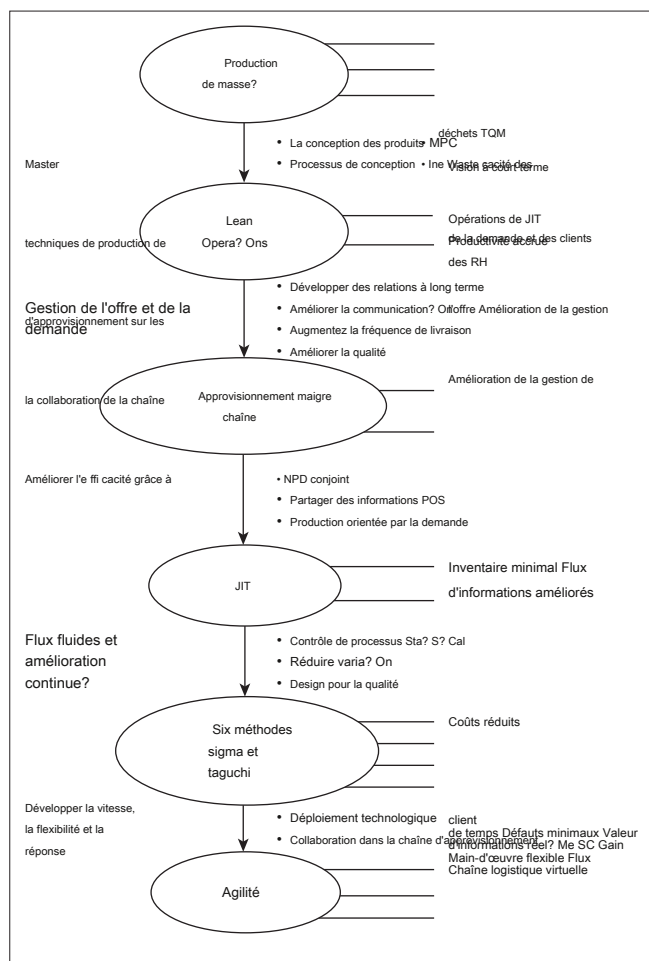 Production
de masse?
déchets TQM
• La conception des produits MPC
• Processus de conception • Ine Waste cacité des
Vision à court terme
Master
Lean
Opera? Ons
Opérations de JIT
techniques de production de
de la demande et des clients
Productivité accrue
des RH
• Développer des relations à long terme
Gestion de l'offre et de la
demande
• Améliorer la communication? On
l'offre Amélioration de la gestion
d'approvisionnement sur les
• Augmentez la fréquence de livraison
• Améliorer la qualité
Amélioration de la gestion de
la collaboration de la chaîne
Approvisionnement maigre
chaîne
Améliorer l'e ffi cacité grâce à
• NPD conjoint
• Partager des informations POS
• Production orientée par la demande
JIT
Inventaire minimal Flux
d'informations améliorés
Flux fluides et
amélioration
continue?
• Contrôle de processus Sta? S? Cal
• Réduire varia? On
• Design pour la qualité
Six méthodes
sigma et
taguchi
Coûts réduits
Développer la vitesse,
la flexibilité et la
réponse
• Déploiement technologique
• Collaboration dans la chaîne d'approvisionnement
client
de temps Défauts minimaux Valeur
d'informations réel? Me SC Gain
Main-d'œuvre flexible Flux
Chaîne logistique virtuelle
Agilité